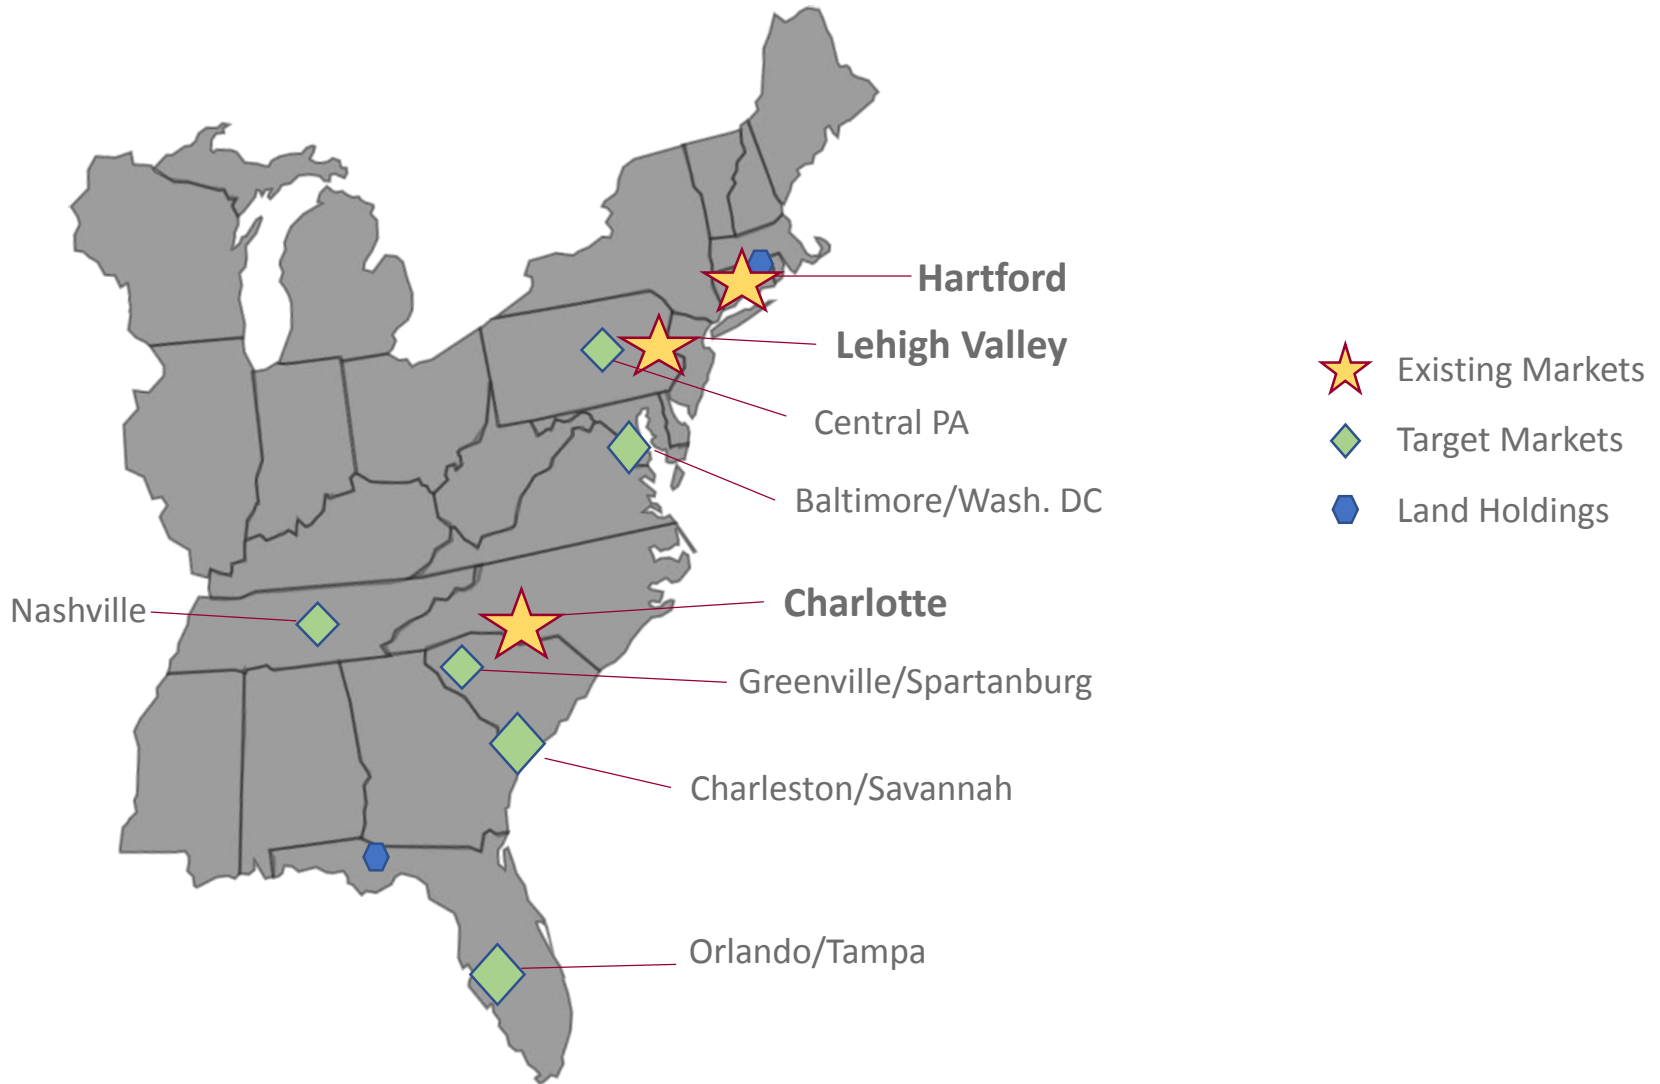 Hartford
Lehigh Valley
Central PA
Baltimore/Wash. DC
Nashville
Charlotte
Greenville/Spartanburg
Charleston/Savannah
Orlando/Tampa
Existing Markets
Target Markets
Land Holdings